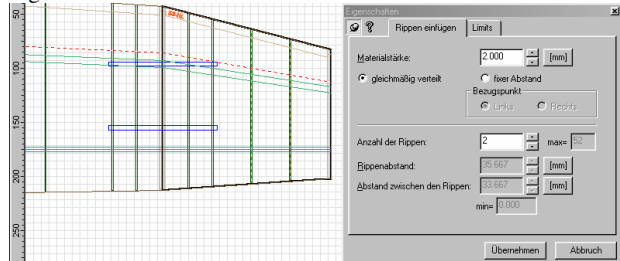 50
100
150
200
250
Eigenschaften
Rippen einfügen
Limits
Materialstärke:
2.000
[mm]
gleichmäßig verteilt
fixer Abstand
Bezugspunkt
Links
Rechts
Anzahl der Rippen:
2
max=
52
Rippenabstand:
35.667
[mm]
Abstand zwischen den Rippen:
33.667
[mm]
min=
0.000
Übernehmen
Abbruch